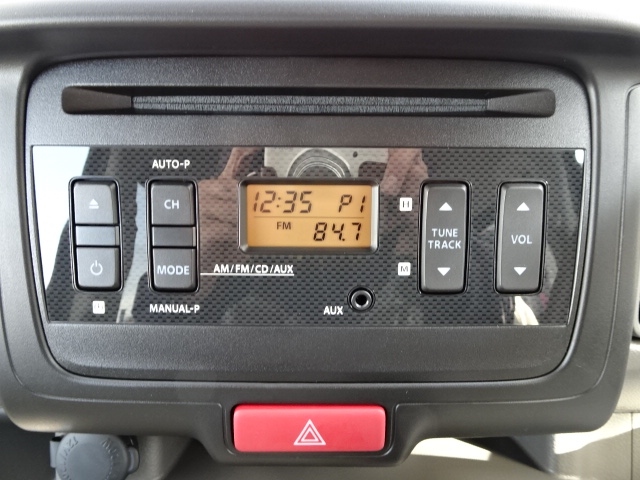 AUTO-P
CH
MODE
MANUAL-P
12:35 P1
FM 84.7
AM/FM/CD/AUX
AUX
H
M
TUNE
TRACK
VOL